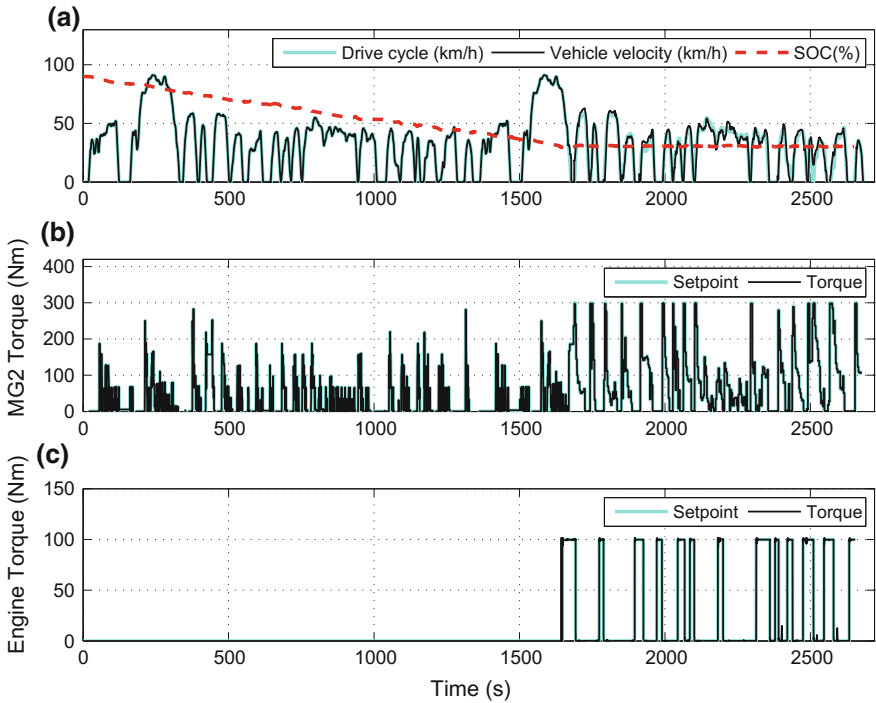 (a)
Drive cycle (km/h) Vehicle velocity (km/h) SOC(%)
100
50
0
0 500 1000 1500 2000 2500
(b)
MG2 Torque (Nm)
Setpoint Torque
400
300
200
100
0
0 500 1000 1500 2000 2500
(c)
Engine Torque (Nm)
Setpoint Torque
150
100
50
0
0 500 1000 1500 2000 2500
Time (s)